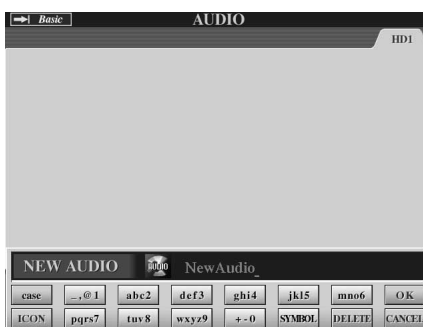 Basic
AUDIO
HD1
NEW AUDIO AUDIO NewAudio_
case _,@1 abc2 def3 ghi4 jkl5 mno6 OK
ICON pqrs7 tuv8 wxyz9 +-0 SYMBOL DELETE CANCEL